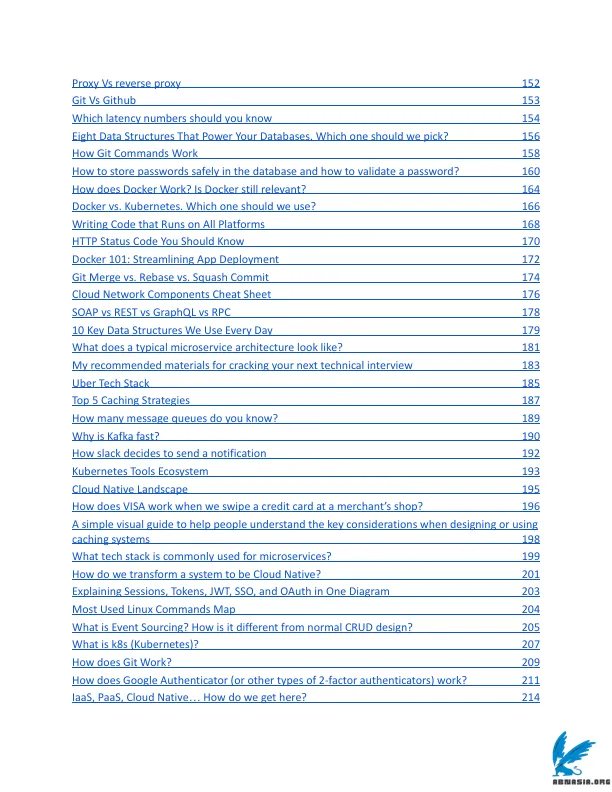 Proxy Vs reverse proxy 152
Git Vs Github 153
Which latency numbers should you know 154
Eight Data Structures That Power Your Databases. Which one should we pick? 156
How Git Commands Work 158
How to store passwords safely in the database and how to validate a password? 160
How does Docker Work? Is Docker still relevant? 164
Docker vs. Kubernetes. Which one should we use? 166
Writing Code that Runs on All Platforms 168
HTTP Status Code You Should Know 170
Docker 101: Streamlining App Deployment 172
Git Merge vs. Rebase vs. Squash Commit 174
Cloud Network Components Cheat Sheet 176
SOAP vs REST vs GraphQL vs RPC 178
10 Key Data Structures We Use Every Day 179
What does a typical microservice architecture look like? 181
My recommended materials for cracking your next technical interview 183
Uber Tech Stack 185
Top 5 Caching Strategies 187
How many message queues do you know? 189
Why is Kafka fast? 190
How slack decides to send a notification 192
Kubernetes Tools Ecosystem 193
Cloud Native Landscape 195
How does VISA work when we swipe a credit card at a merchant’s shop? 196
A simple visual guide to help people understand the key considerations when designing or using
caching systems 198
What tech stack is commonly used for microservices? 199
How do we transform a system to be Cloud Native? 201
Explaining Sessions, Tokens, JWT, SSO, and OAuth in One Diagram 203
Most Used Linux Commands Map 204
What is Event Sourcing? How is it different from normal CRUD design? 205
What is k8s (Kubernetes)? 207
How does Git Work? 209
How does Google Authenticator (or other types of 2-factor authenticators) work? 211
IaaS, PaaS, Cloud Native… How do we get here? 214
ABNASIA.ORG